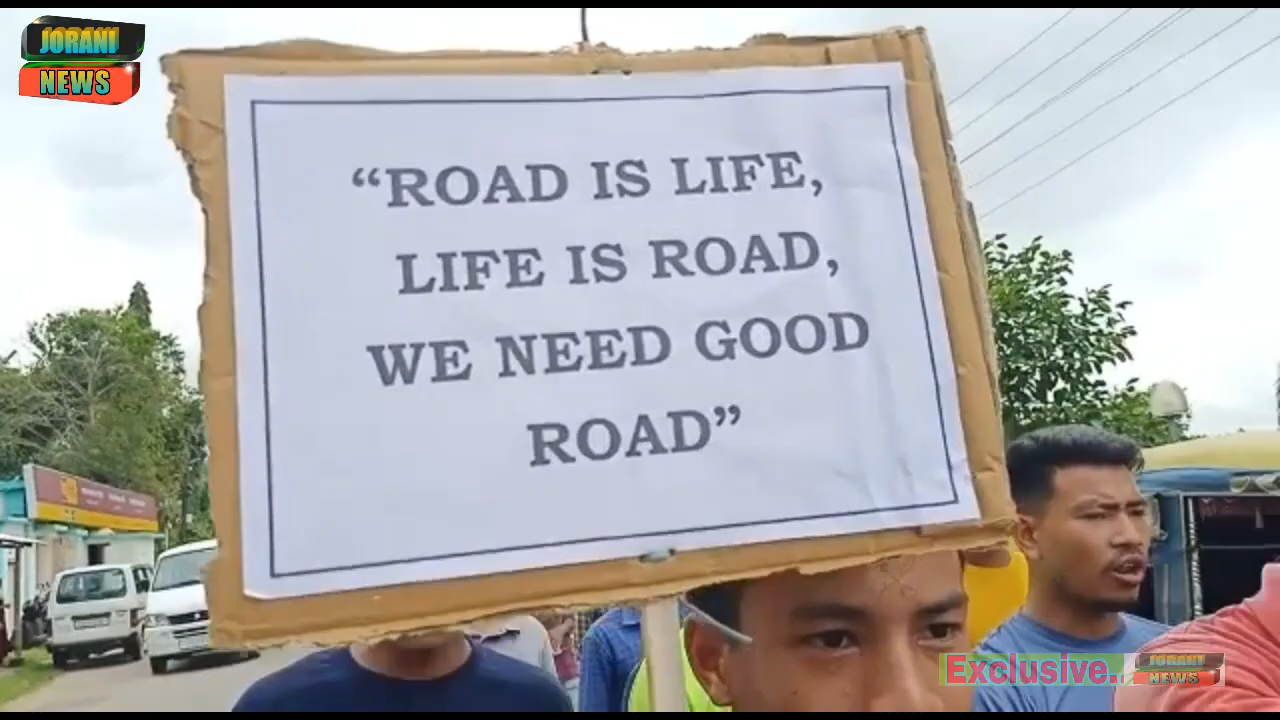 JORANI
NEWS
“ROAD IS LIFE,
LIFE IS ROAD,
WE NEED GOOD
ROAD”
Exclusive..
JORANI
NEWS